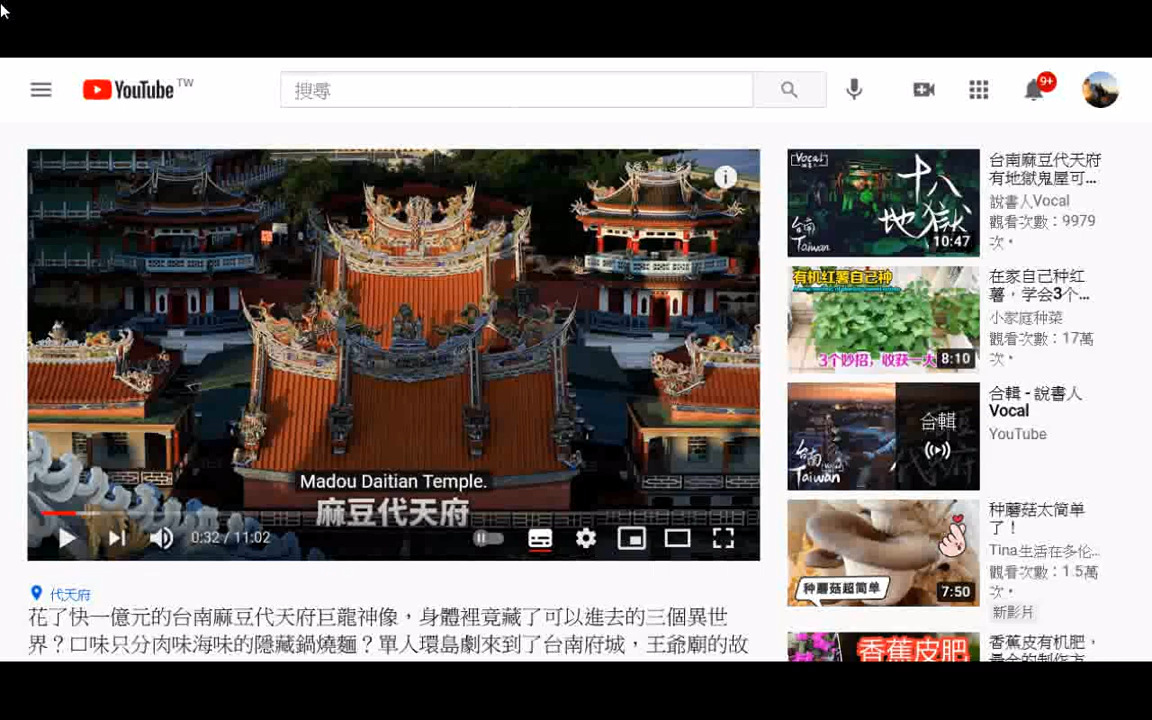 YouTube TW
搜尋
9+
Madou Daitian Temple.
麻豆代天府
0:32 / 11:02
代天府
花了快一億元的台南麻豆代天府巨龍神像，身體裡竟藏了可以進去的三個異世
界？口味只分肉味海味的隱藏鍋燒麵？單人環島劇來到了台南府城，王爺廟的故
Vocal
十八
地獄
台南
Taiwan
10:47
台南麻豆代天府
有地獄鬼屋可...
說書人Vocal
觀看次數：9979
次。
有机红薯自己种
3个妙招，收获一大
8:10
在家自己种红
薯，学会3个...
小家庭种菜
觀看次數：17萬
次。
台南
Taiwan
合輯
合輯 - 說書人
Vocal
YouTube
种蘑菇超简单
7:50
种蘑菇太简单
了！
Tina生活在多伦...
觀看次數：1.5萬
次。
新影片
香蕉皮肥
香蕉皮有机肥，